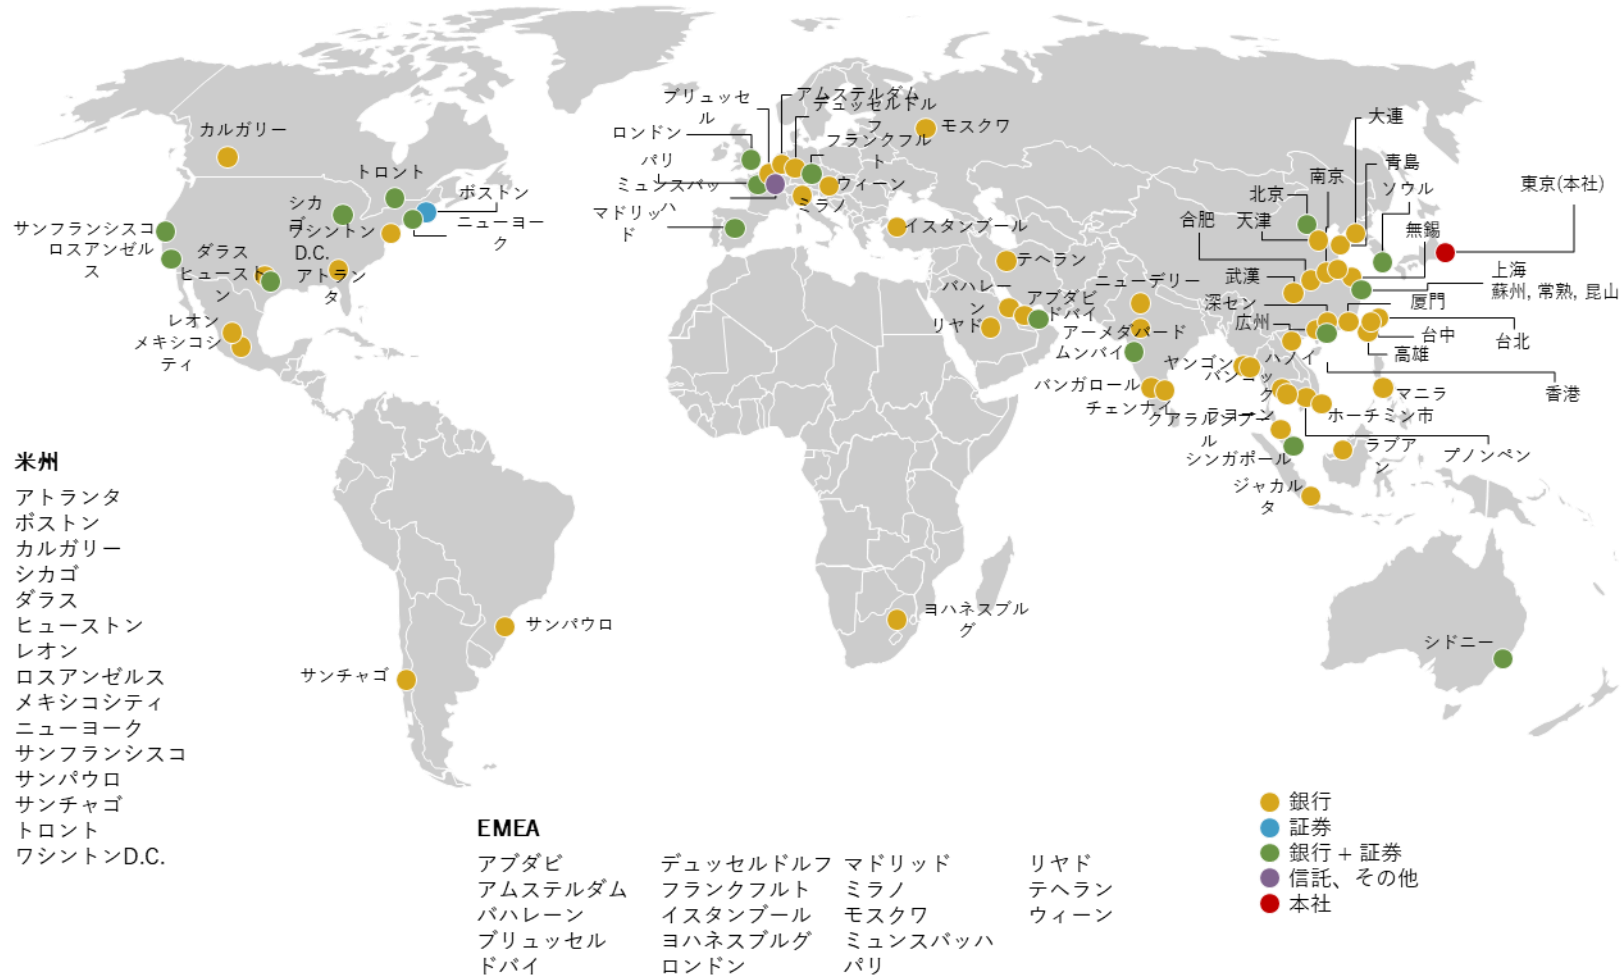 カルガリー
トロント
シカ
ゴ
ボストン
ニューヨー
ク
ワシントン
D.C.
サンフランシスコ
ロスアンゼル
ス
ダラス
ヒュースト
ン
アトラン
タ
レオン
メキシコシ
ティ
サンパウロ
サンチャゴ
ブリュッセ
ル
アムステルダム
デュッセルドル
フ
ロンドン
フランクフル
ト
モスクワ
パリ
ミュンスバッ
ハ
ウィーン
ミラノ
マドリッ
ド
イスタンブール
テヘラン
バハレー
ン
アブダビ
ドバイ
リヤド
ヨハネスブル
グ
ニューデリー
アーメダバード
ムンバイ
バンガロール
チェンナイ
大連
青島
南京
ソウル
北京
東京(本社)
合肥
天津
無錫
武漢
上海
蘇州, 常熟, 昆山
深セン
厦門
広州
台中
台北
高雄
香港
ヤンゴン
ハノイ
バンコッ
ク
マニラ
クアラルンプー
ル
ホーチミン市
シンガポール
ラブア
ン
プノンペン
ジャカル
タ
シドニー
米州
アトランタ
ボストン
カルガリー
シカゴ
ダラス
ヒューストン
レオン
ロスアンゼルス
メキシコシティ
ニューヨーク
サンフランシスコ
サンパウロ
サンチャゴ
トロント
ワシントンD.C.
EMEA
アブダビ デュッセルドルフ マドリッド リヤド
アムステルダム フランクフルト ミラノ テヘラン
バハレーン イスタンブール モスクワ ウィーン
ブリュッセル ヨハネスブルグ ミュンスバッハ
ドバイ ロンドン パリ
銀行
証券
銀行 + 証券
信託、その他
本社